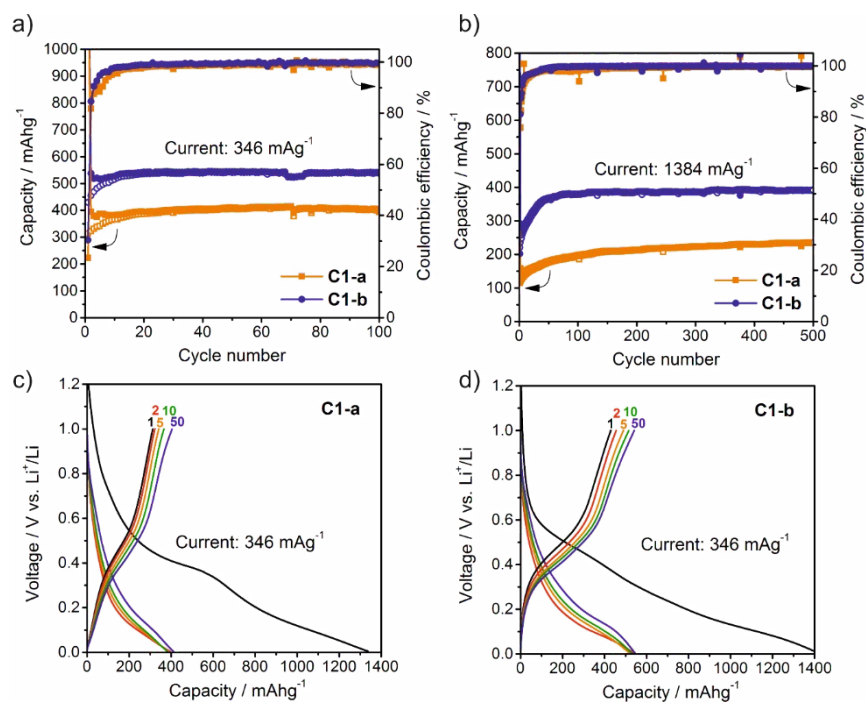 a)
1000
900
800
700
600
500
400
300
200
100
0
Capacity / mAhg⁻¹
Current: 346 mAg⁻¹
C1-a
C1-b
0 20 40 60 80 100
Cycle number
100
80
60
40
20
0
Coulombic efficiency / %
b)
800
700
600
500
400
300
200
100
0
Capacity / mAhg⁻¹
Current: 1384 mAg⁻¹
C1-a
C1-b
0 100 200 300 400 500
Cycle number
100
80
60
40
20
0
Coulombic efficiency / %
c)
C1-a
1.2
1.0
0.8
0.6
0.4
0.2
0.0
Voltage / V vs. Li⁺/Li
1 2 5 10 50
Current: 346 mAg⁻¹
0 200 400 600 800 1000 1200 1400
Capacity / mAhg⁻¹
d)
C1-b
1.2
1.0
0.8
0.6
0.4
0.2
0.0
Voltage / V vs. Li⁺/Li
1 2 5 10 50
Current: 346 mAg⁻¹
0 200 400 600 800 1000 1200 1400
Capacity / mAhg⁻¹